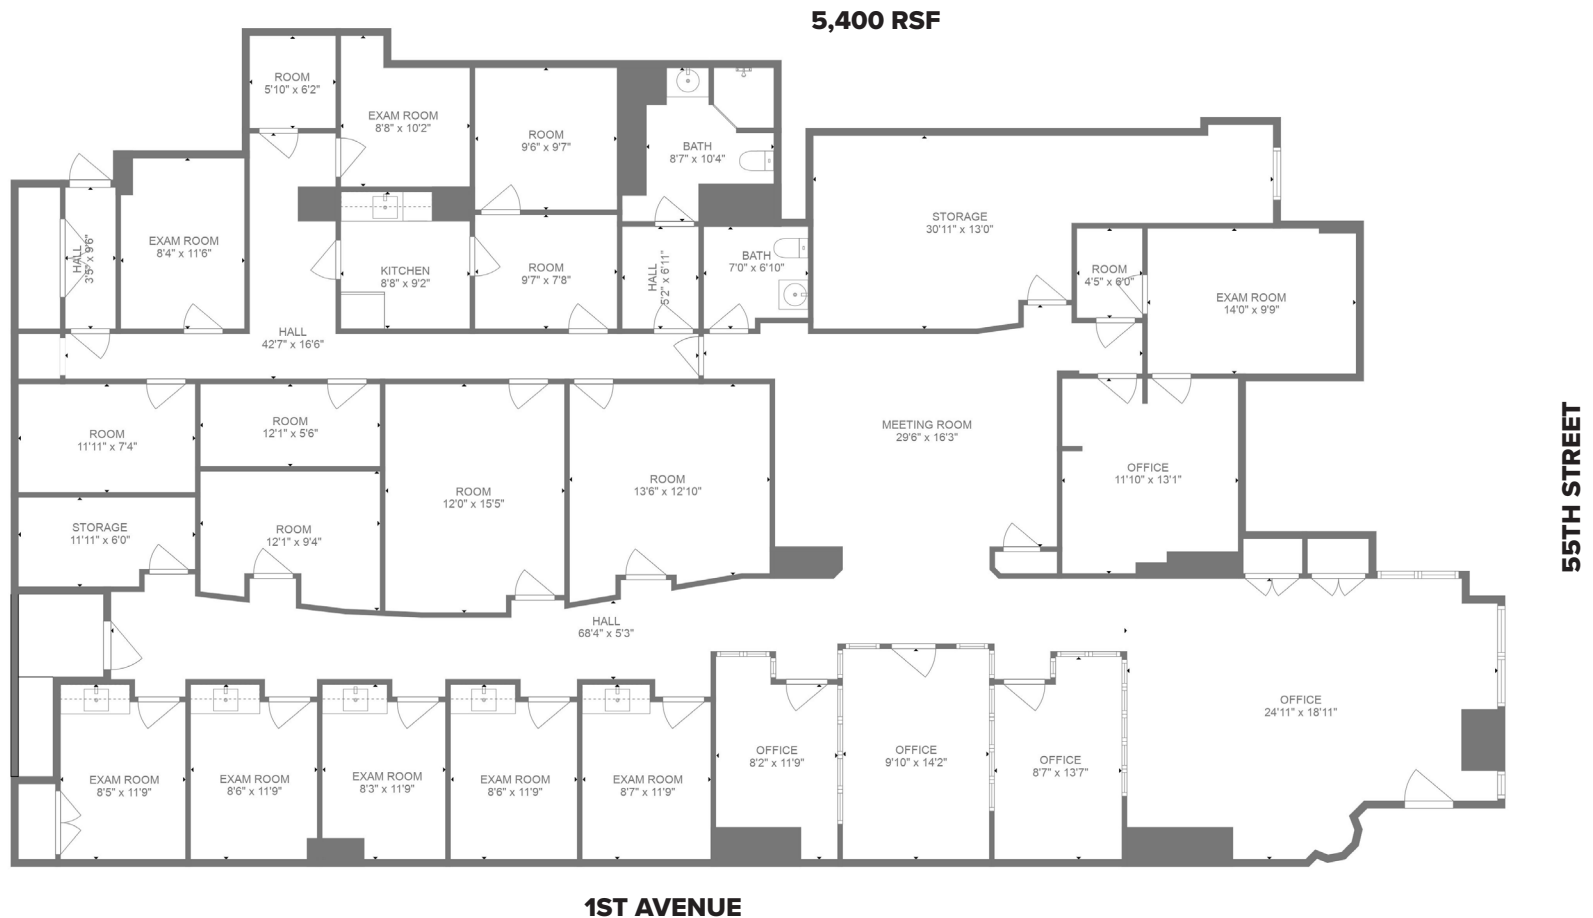 5,400 RSF
ROOM
5'10" x 6'2"
EXAM ROOM
8'8" x 10'2"
ROOM
9'6" x 9'7"
BATH
8'7" x 10'4"
HALL
3'5" x 9'6"
EXAM ROOM
8'4" x 11'6"
KITCHEN
8'8" x 9'2"
ROOM
9'7" x 7'8"
HALL
5'2" x 6'11"
BATH
7'0" x 6'10"
STORAGE
30'11" x 13'0"
ROOM
4'5" x 6'0"
EXAM ROOM
14'0" x 9'9"
HALL
42'7" x 16'6"
ROOM
11'11" x 7'4"
ROOM
12'1" x 5'6"
ROOM
12'0" x 15'5"
ROOM
13'6" x 12'10"
MEETING ROOM
29'6" x 16'3"
OFFICE
11'10" x 13'1"
STORAGE
11'11" x 6'0"
ROOM
12'1" x 9'4"
55TH STREET
HALL
68'4" x 5'3"
EXAM ROOM
8'5" x 11'9"
EXAM ROOM
8'6" x 11'9"
EXAM ROOM
8'3" x 11'9"
EXAM ROOM
8'6" x 11'9"
EXAM ROOM
8'7" x 11'9"
OFFICE
8'2" x 11'9"
OFFICE
9'10" x 14'2"
OFFICE
8'7" x 13'7"
OFFICE
24'11" x 18'11"
1ST AVENUE